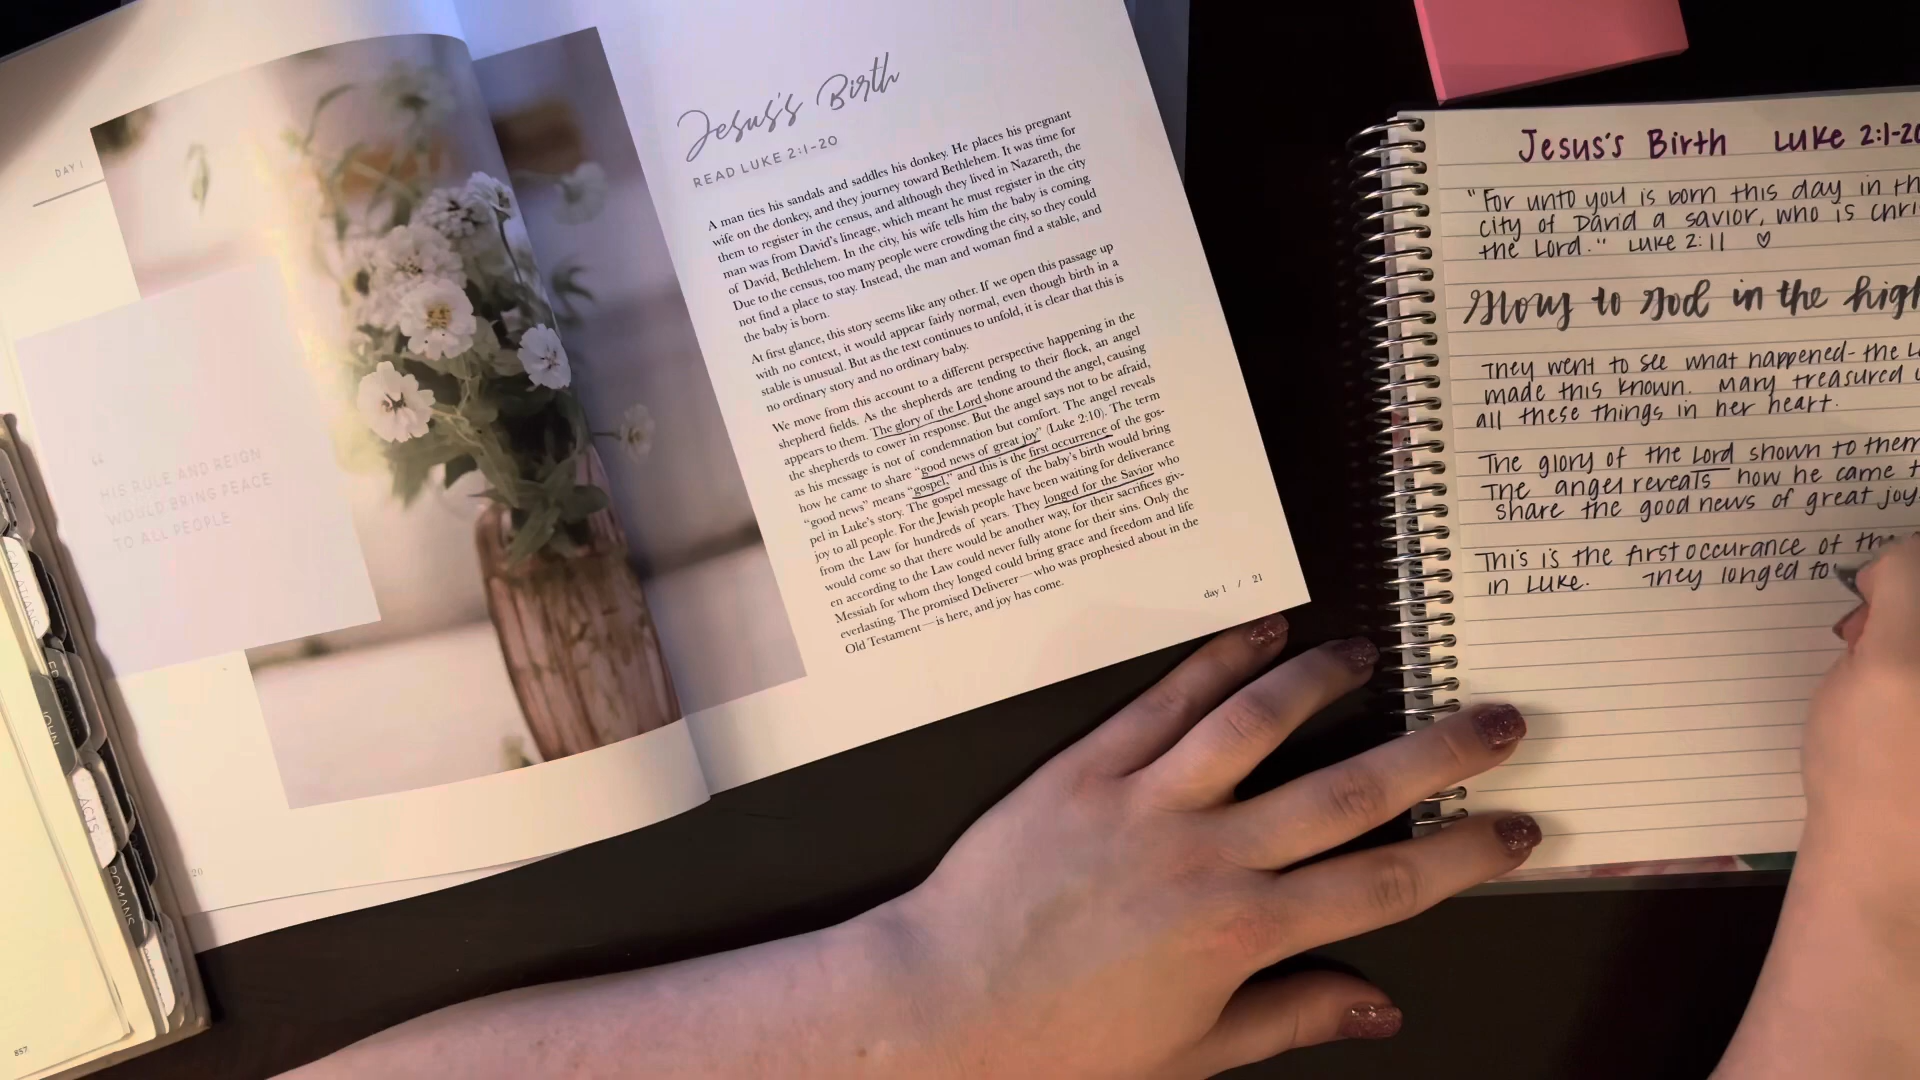 DAY 1
“
HIS RULE AND REIGN
WOULD BRING PEACE
TO ALL PEOPLE
20
Jesus's Birth
READ LUKE 2:1-20
A man ties his sandals and saddles his donkey. He places his pregnant
wife on the donkey, and they journey toward Bethlehem. It was time for
them to register in the census, and although they lived in Nazareth, the
man was from David's lineage, which meant he must register in the city
of David, Bethlehem. In the city, his wife tells him the baby is coming.
Due to the census, too many people were crowding the city, so they could
not find a place to stay. Instead, the man and woman find a stable, and
the baby is born.
At first glance, this story seems like any other. If we open this passage up
with no context, it would appear fairly normal, even though birth in a
stable is unusual. But as the text continues to unfold, it is clear that this is
no ordinary story and no ordinary baby.
We move from this account to a different perspective happening in the
shepherd fields. As the shepherds are tending to their flock, an angel
appears to them. The glory of the Lord shone around the angel, causing
the shepherds to cower in response. But the angel says not to be afraid,
as his message is not of condemnation but comfort. The angel reveals
how he came to share “good news of great joy” (Luke 2:10). The term
“good news” means “gospel,” and this is the first occurrence of the gos-
pel in Luke's story. The gospel message of the baby's birth would bring
joy to all people. For the Jewish people have been waiting for deliverance
from the Law for hundreds of years. They longed for the Savior who
would come so that there would be another way, for their sacrifices giv-
en according to the Law could never fully atone for their sins. Only the
Messiah for whom they longed could bring grace and freedom and life
everlasting. The promised Deliverer—who was prophesied about in the
Old Testament—is here, and joy has come.
day 1 / 21
Jesus's Birth Luke 2:1-20
"For unto you is born this day in th
city of David a savior, who is Chri
the Lord." Luke 2:11 ♡
Glory to God in the high
They went to see what happened- the L
made this known. Mary treasured u
all these things in her heart.
The glory of the Lord shown to them
The angel reveals how he came t
share the good news of great joy
This is the first occurance of the
in Luke. They longed fo
GALATIANS
JOHN
ACTS
ROMANS
857